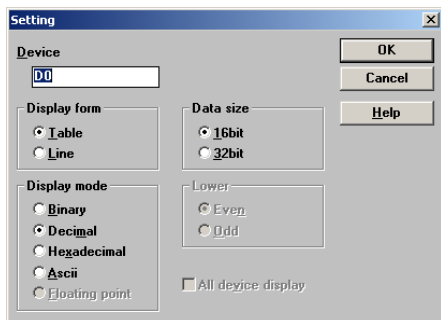 Setting
Device
D0
OK
Cancel
Help
Display form
Table
Line
Data size
16bit
32bit
Display mode
Binary
Decimal
Hexadecimal
Ascii
Floating point
Lower
Even
Odd
All device display